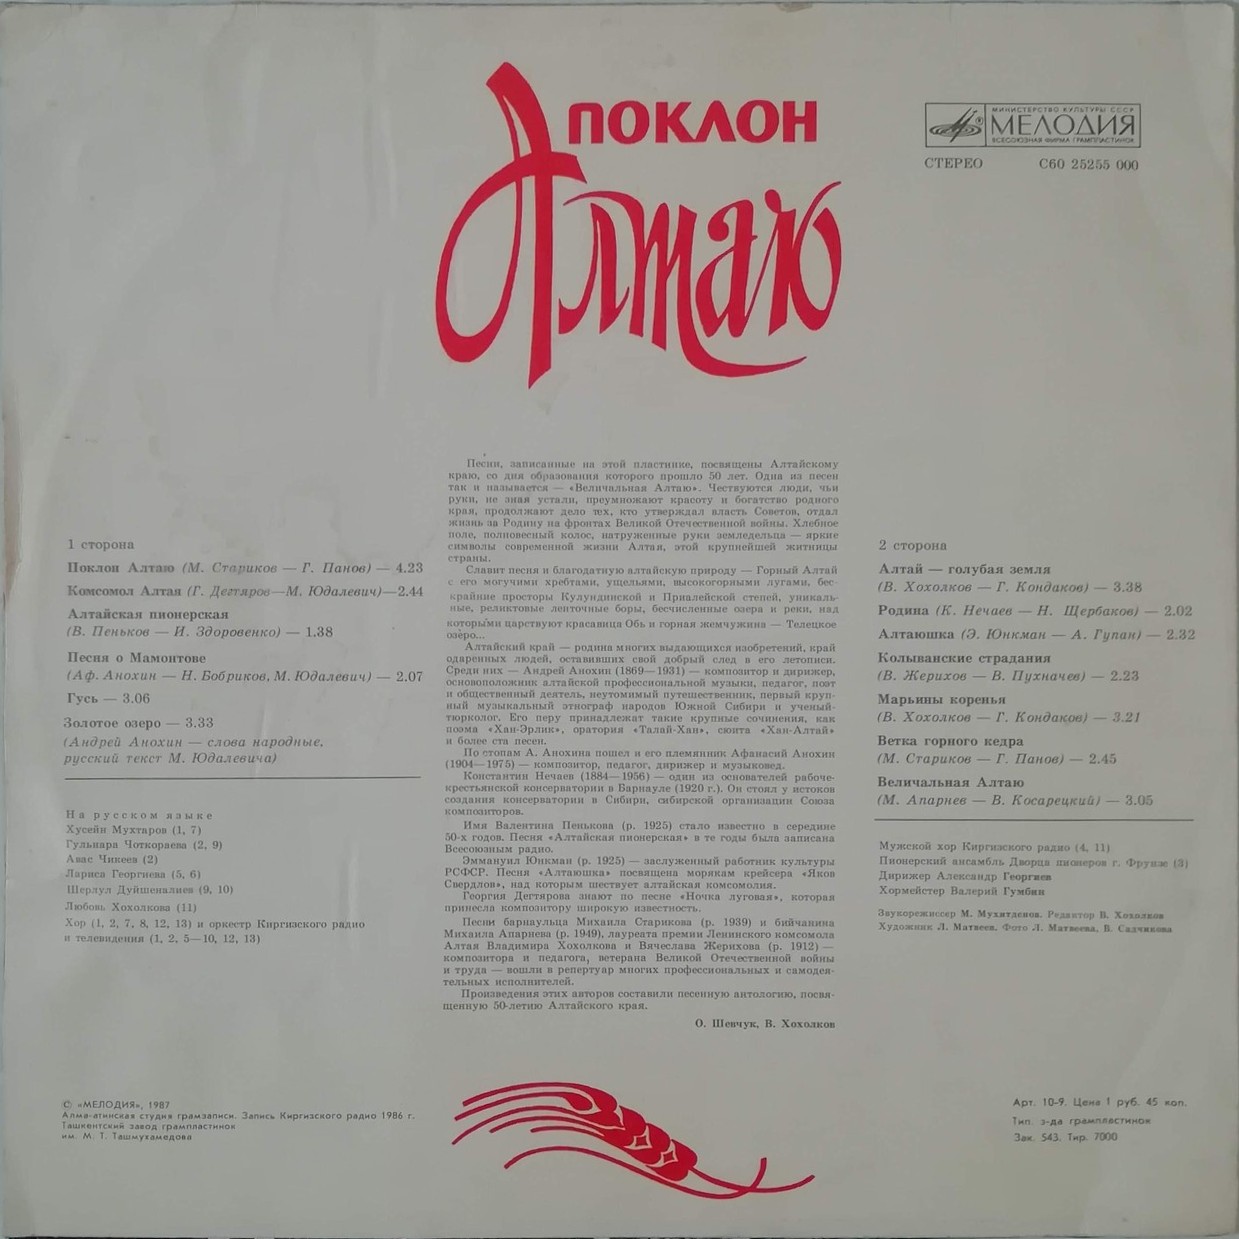 ПОКЛОН
Алтаю
МИНИСТЕРСТВО КУЛЬТУРЫ СССР
МЕЛОДИЯ
ВСЕСОЮЗНАЯ ФИРМА ГРАМПЛАСТИНОК
СТЕРЕО С60 25255 000
1 сторона
Поклон Алтаю (М. Стариков — Г. Панов) — 4.23
Комсомол Алтая (Г. Дегтяров—М. Юдалевич)—2.44
Алтайская пионерская
(В. Пеньков — И. Здоровенко) — 1.38
Песня о Мамонтове
(Аф. Анохин — Н. Бобриков, М. Юдалевич) — 2.07
Гусь — 3.06
Золотое озеро — 3.33
(Андрей Анохин — слова народные,
русский текст М. Юдалевича)
На русском языке
Хусейн Мухтаров (1, 7)
Гульнара Чоткораева (2, 9)
Авас Чикеев (2)
Лариса Георгиева (5, 6)
Шерлул Дуйшеналиев (9, 10)
Любовь Хохолкова (11)
Хор (1, 2, 7, 8, 12, 13) и оркестр Киргизского радио
и телевидения (1, 2, 5—10, 12, 13)
Песни, записанные на этой пластинке, посвящены Алтайскому
краю, со дня образования которого прошло 50 лет. Одна из песен
так и называется — «Величальная Алтаю». Чествуются люди, чьи
руки, не зная устали, преумножают красоту и богатство родного
края, продолжают дело тех, кто утверждал власть Советов, отдал
жизнь за Родину на фронтах Великой Отечественной войны. Хлебное
поле, полновесный колос, натруженные руки земледельца — яркие
символы современной жизни Алтая, этой крупнейшей житницы
страны.
Славит песня и благодатную алтайскую природу — Горный Алтай
с его могучими хребтами, ущельями, высокогорными лугами, бес-
крайние просторы Кулундинской и Приалейской степей, уникаль-
ные, реликтовые ленточные боры, бесчисленные озера и реки, над
которыми царствуют красавица Обь и горная жемчужина — Телецкое
озеро...
Алтайский край — родина многих выдающихся изобретений, край
одаренных людей, оставивших свой добрый след в его летописи.
Среди них — Андрей Анохин (1869—1931) — композитор и дирижер,
основоположник алтайской профессиональной музыки, педагог, поэт
и общественный деятель, неутомимый путешественник, первый круп-
ный музыкальный этнограф народов Южной Сибири и ученый-
тюрколог. Его перу принадлежат такие крупные сочинения, как
поэма «Хан-Эрлик», оратория «Талай-Хан», сюита «Хан-Алтай»
и более ста песен.
По стопам А. Анохина пошел и его племянник Афанасий Анохин
(1904—1975) — композитор, педагог, дирижер и музыковед.
Константин Нечаев (1884—1956) — один из основателей рабоче-
крестьянской консерватории в Барнауле (1920 г.). Он стоял у истоков
создания консерватории в Сибири, сибирской организации Союза
композиторов.
Имя Валентина Пенькова (р. 1925) стало известно в середине
50-х годов. Песня «Алтайская пионерская» в те годы была записана
Всесоюзным радио.
Эммануил Юнкман (р. 1925) — заслуженный работник культуры
РСФСР. Песня «Алтаюшка» посвящена морякам крейсера «Яков
Свердлов», над которым шествует алтайская комсомолия.
Георгия Дегтярова знают по песне «Ночка луговая», которая
принесла композитору широкую известность.
Песни барнаульца Михаила Старикова (р. 1939) и бийчанина
Михаила Апарнева (р. 1949), лауреата премии Ленинского комсомола
Алтая Владимира Хохолкова и Вячеслава Жерихова (р. 1912) —
композитора и педагога, ветерана Великой Отечественной войны
и труда — вошли в репертуар многих профессиональных и самодея-
тельных исполнителей.
Произведения этих авторов составили песенную антологию, посвя-
щенную 50-летию Алтайского края.
О. Шевчук, В. Хохолков
2 сторона
Алтай — голубая земля
(В. Хохолков — Г. Кондаков) — 3.38
Родина (К. Нечаев — Н. Щербаков) — 2.02
Алтаюшка (Э. Юнкман — А. Гупан) — 2.32
Колыванские страдания
(В. Жерихов — В. Пухначев) — 2.23
Марьины коренья
(В. Хохолков — Г. Кондаков) — 3.21
Ветка горного кедра
(М. Стариков — Г. Панов) — 2.45
Величальная Алтаю
(М. Апарнев — В. Косарецкий) — 3.05
Мужской хор Киргизского радио (4, 11)
Пионерский ансамбль Дворца пионеров г. Фрунзе (3)
Дирижер Александр Георгиев
Хормейстер Валерий Гумбин
Звукорежиссер М. Мухитденов. Редактор В. Хохолков
Художник Л. Матвеев. Фото Л. Матвеева, В. Садчикова
© «МЕЛОДИЯ», 1987
Алма-атинская студия грамзаписи. Запись Киргизского радио 1986 г.
Ташкентский завод грампластинок
им. М. Т. Ташмухамедова
Арт. 10-9. Цена 1 руб. 45 коп.
Тип. з-да грампластинок
Зак. 543. Тир. 7000